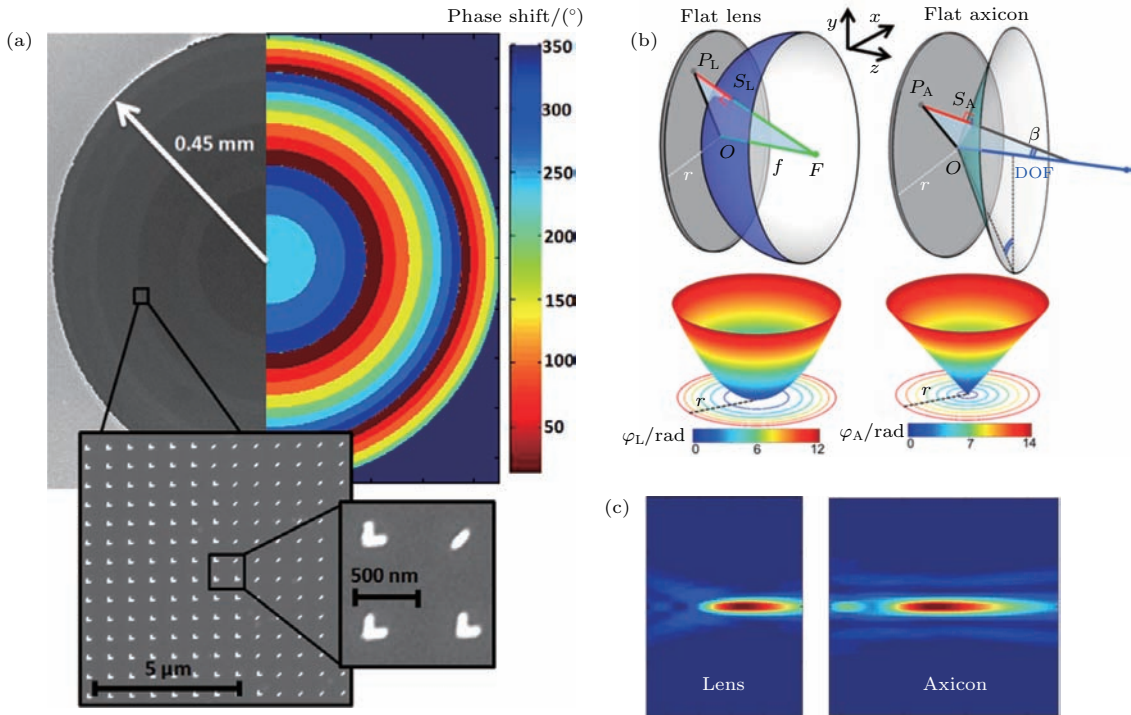 (a)
Phase shift/(°)
0.45 mm
350
300
250
200
150
100
50
5 µm
500 nm
(b)
Flat lens
Flat axicon
y
x
z
P_L
S_L
O
f
F
r
P_A
S_A
β
O
DOF
r
r
r
φ_L/rad
0
6
12
φ_A/rad
0
7
14
(c)
Lens
Axicon